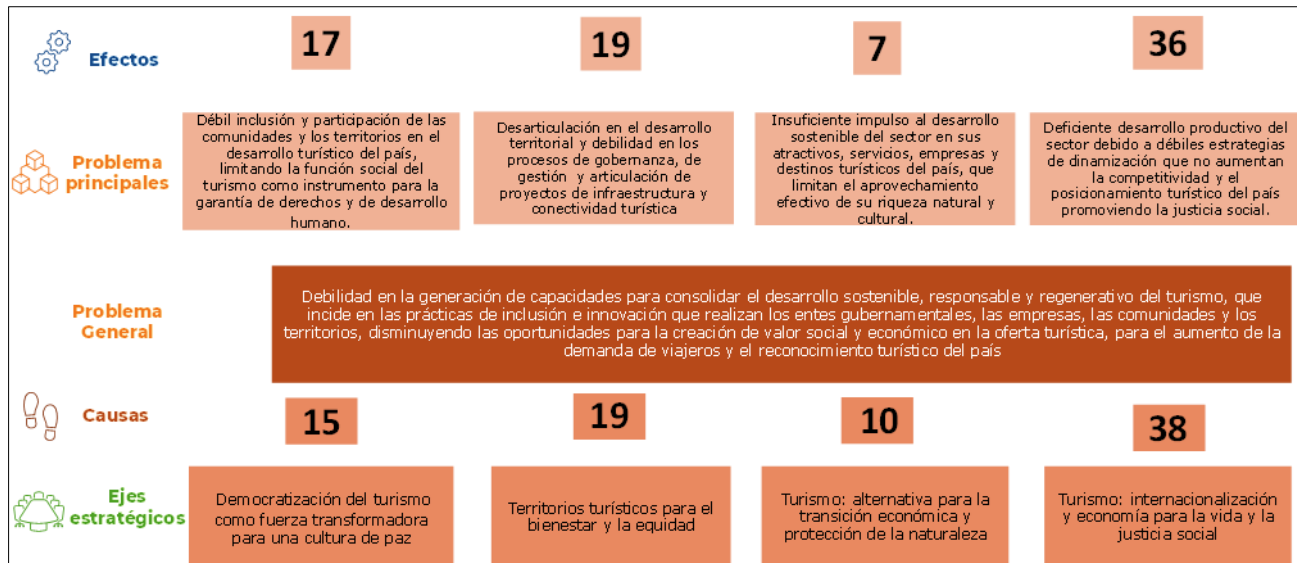 Efectos
17
19
7
36
Problema
principales
Débil inclusión y participación de las
comunidades y los territorios en el
desarrollo turístico del país,
limitando la función social del
turismo como instrumento para la
garantía de derechos y de desarrollo
humano.
Desarticulación en el desarrollo
territorial y debilidad en los
procesos de gobernanza, de
gestión y articulación de
proyectos de infraestructura y
conectividad turística
Insuficiente impulso al desarrollo
sostenible del sector en sus
atractivos, servicios, empresas y
destinos turísticos del país, que
limitan el aprovechamiento
efectivo de su riqueza natural y
cultural.
Deficiente desarrollo productivo del
sector debido a débiles estrategias
de dinamización que no aumentan
la competitividad y el
posicionamiento turístico del país
promoviendo la justicia social.
Problema
General
Debilidad en la generación de capacidades para consolidar el desarrollo sostenible, responsable y regenerativo del turismo, que
incide en las prácticas de inclusión e innovación que realizan los entes gubernamentales, las empresas, las comunidades y los
territorios, disminuyendo las oportunidades para la creación de valor social y económico en la oferta turística, para el aumento de la
demanda de viajeros y el reconocimiento turístico del país
Causas
15
19
10
38
Ejes
estratégicos
Democratización del turismo
como fuerza transformadora
para una cultura de paz
Territorios turísticos para el
bienestar y la equidad
Turismo: alternativa para la
transición económica y
protección de la naturaleza
Turismo: internacionalización
y economía para la vida y la
justicia social